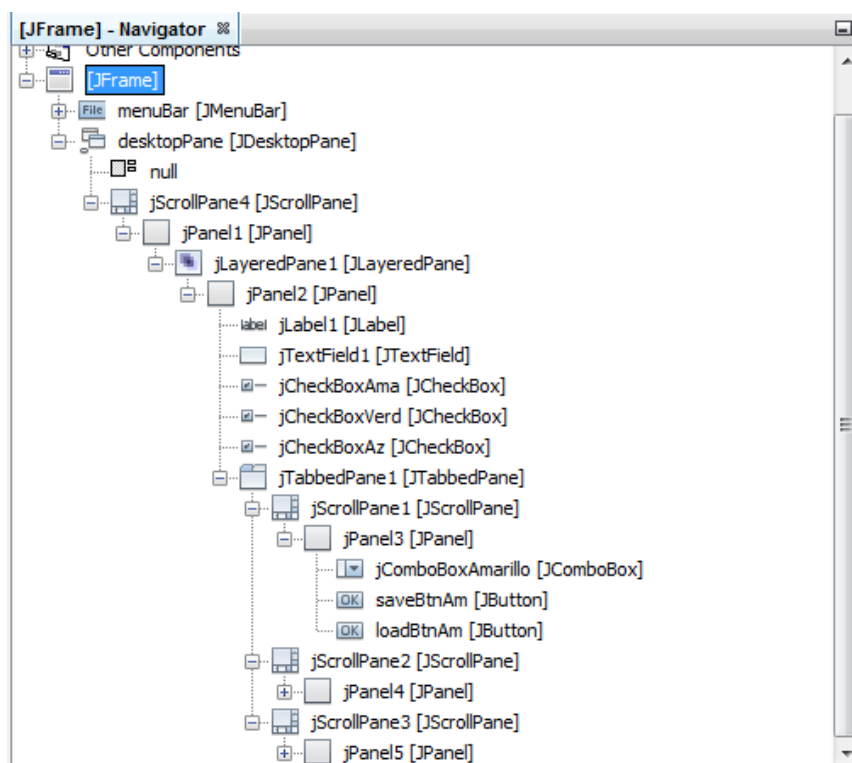 [JFrame] - Navigator
Other Components
[JFrame]
File menuBar [JMenuBar]
desktopPane [JDesktopPane]
null
jScrollPane4 [JScrollPane]
jPanel1 [JPanel]
jLayeredPane1 [JLayeredPane]
jPanel2 [JPanel]
label jLabel1 [JLabel]
jTextField1 [JTextField]
jCheckBoxAma [JCheckBox]
jCheckBoxVerd [JCheckBox]
jCheckBoxAz [JCheckBox]
jTabbedPane1 [JTabbedPane]
jScrollPane1 [JScrollPane]
jPanel3 [JPanel]
jComboBoxAmarillo [JComboBox]
OK saveBtnAm [JButton]
OK loadBtnAm [JButton]
jScrollPane2 [JScrollPane]
jPanel4 [JPanel]
jScrollPane3 [JScrollPane]
jPanel5 [JPanel]